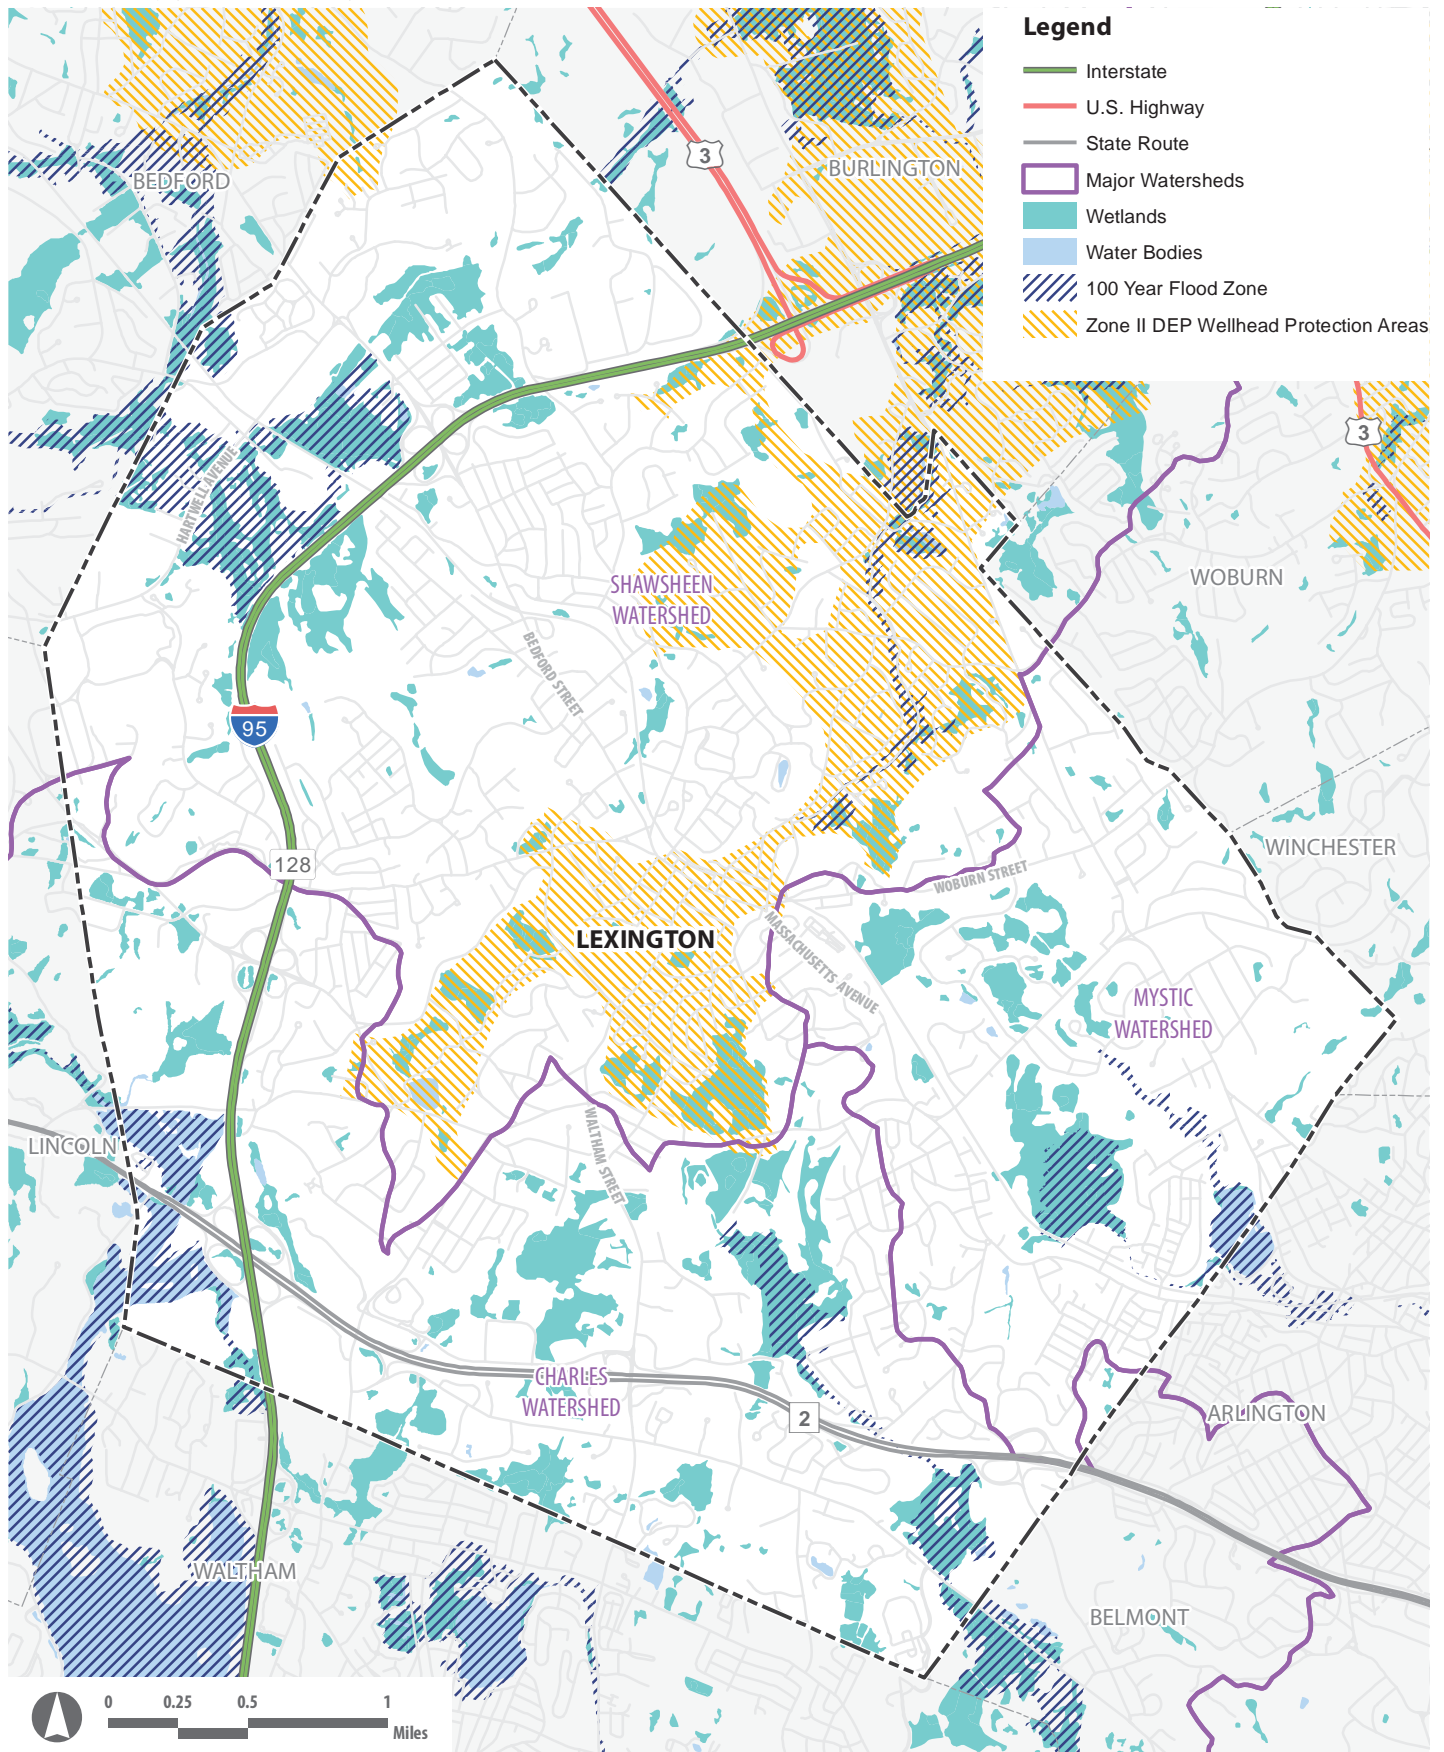 Legend
Interstate
U.S. Highway
State Route
Major Watersheds
Wetlands
Water Bodies
100 Year Flood Zone
Zone II DEP Wellhead Protection Areas
3
BURLINGTON
BEDFORD
3
HARTWELL AVENUE
WOBURN
SHAWSHEEN
WATERSHED
BEDFORD STREET
95
WINCHESTER
128
WOBURN STREET
LEXINGTON
MASSACHUSETTS AVENUE
MYSTIC
WATERSHED
LINCOLN
WALTHAM STREET
CHARLES
WATERSHED
2
ARLINGTON
WALTHAM
BELMONT
0 0.25 0.5 1
Miles